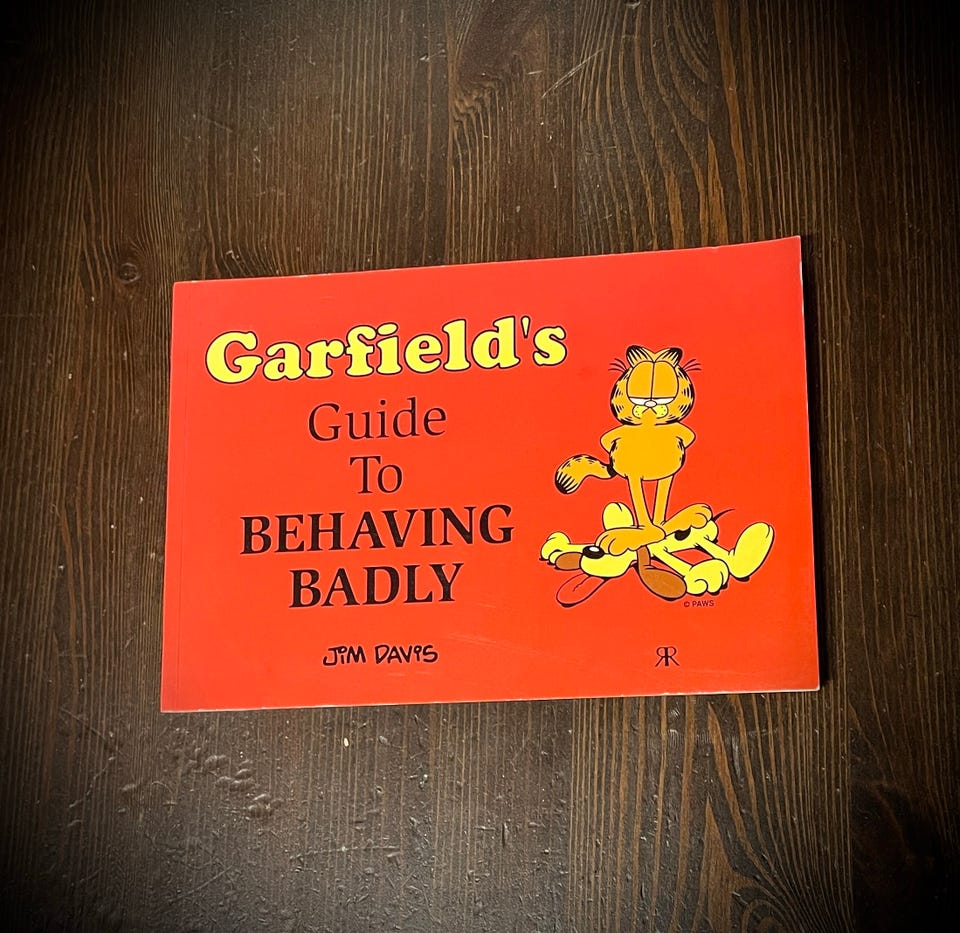 Garfield's
Guide
To
BEHAVING
BADLY
© PAWS
JIM DAVIS